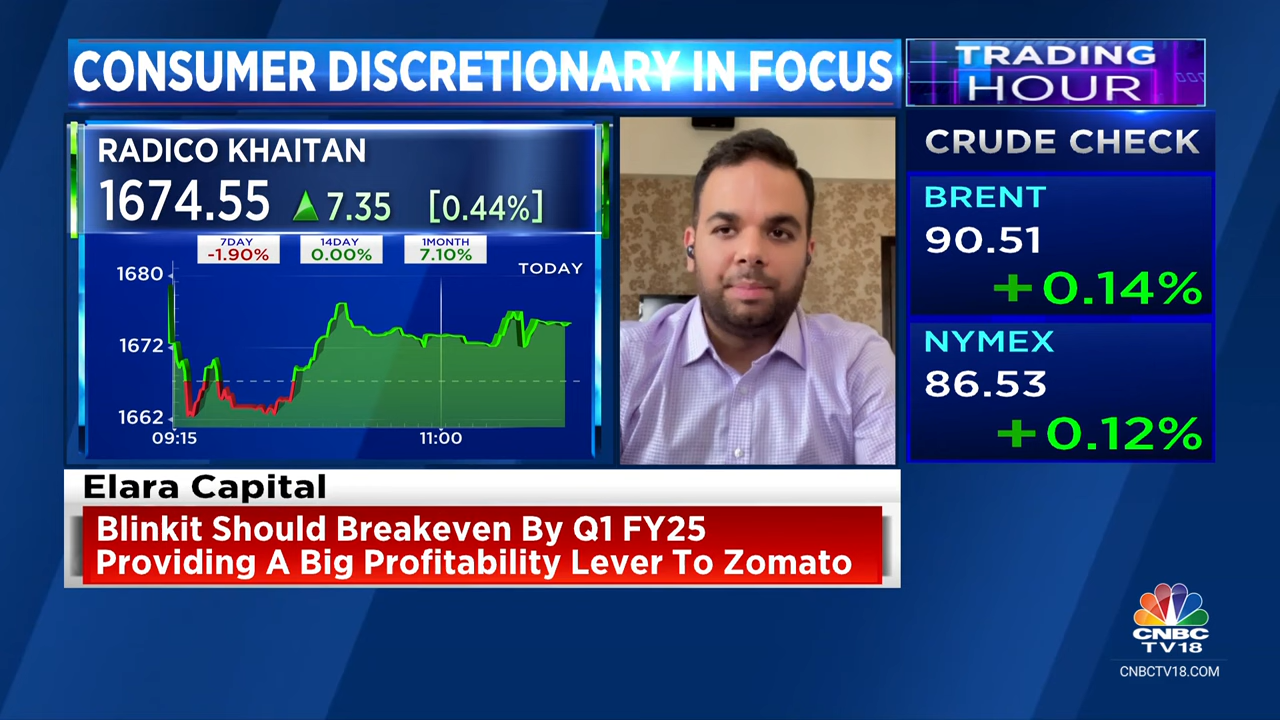 CONSUMER DISCRETIONARY IN FOCUS
TRADING
HOUR
RADICO KHAITAN
1674.55 ▲ 7.35 [0.44%]
7DAY
-1.90%
14DAY
0.00%
1MONTH
7.10%
TODAY
1680
1672
1662
09:15
11:00
CRUDE CHECK
BRENT
90.51
+0.14%
NYMEX
86.53
+0.12%
Elara Capital
Blinkit Should Breakeven By Q1 FY25
Providing A Big Profitability Lever To Zomato
CNBC
TV18
CNBCTV18.COM